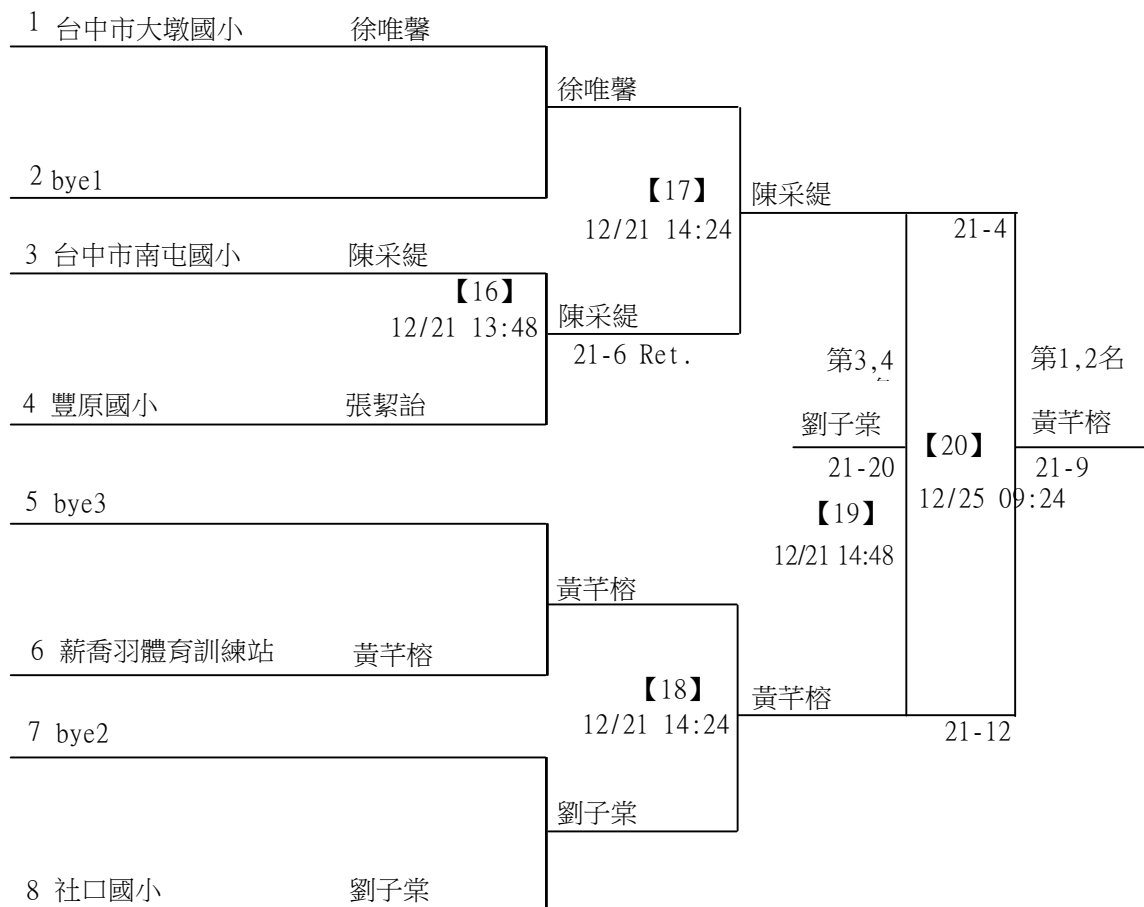 1 台中市大墩國小 徐唯馨
徐唯馨
2 bye1
【17】
12/21 14:24
陳采緹
21-4
3 台中市南屯國小 陳采緹
【16】
12/21 13:48
陳采緹
21-6 Ret.
第3,4
第1,2名
4 豐原國小 張絜詒
劉子棠
21-20
【20】
12/25 09:24
黃芊榕
21-9
5 bye3
【19】
12/21 14:48
黃芊榕
6 薪喬羽體育訓練站 黃芊榕
【18】
12/21 14:24
黃芊榕
21-12
7 bye2
劉子棠
8 社口國小 劉子棠